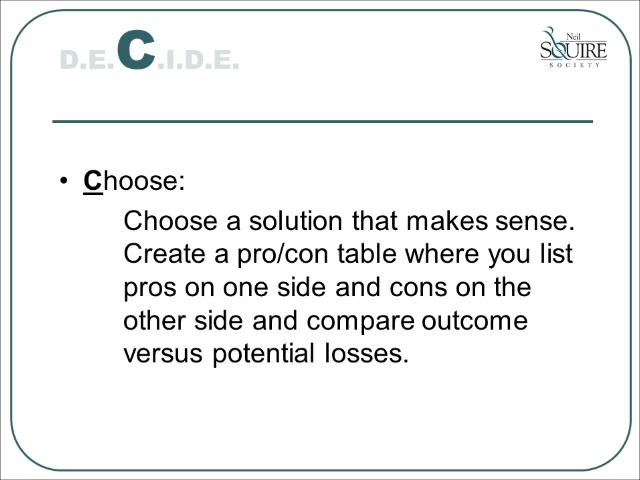 D.E.C.I.D.E.
Neil
SQUIRE
SOCIETY
• Choose:
Choose a solution that makes sense.
Create a pro/con table where you list
pros on one side and cons on the
other side and compare outcome
versus potential losses.